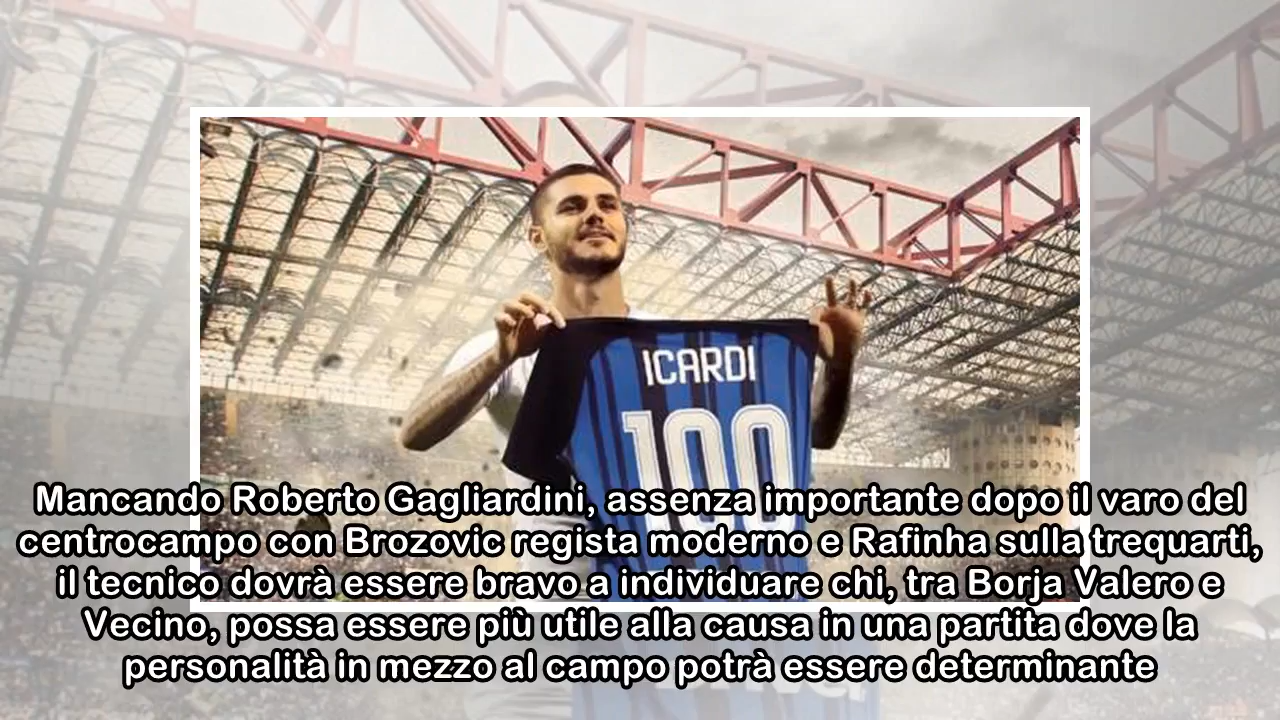 ICARDI
100
Mancando Roberto Gagliardini, assenza importante dopo il varo del
centrocampo con Brozovic regista moderno e Rafinha sulla trequarti,
il tecnico dovrà essere bravo a individuare chi, tra Borja Valero e
Vecino, possa essere più utile alla causa in una partita dove la
personalità in mezzo al campo potrà essere determinante